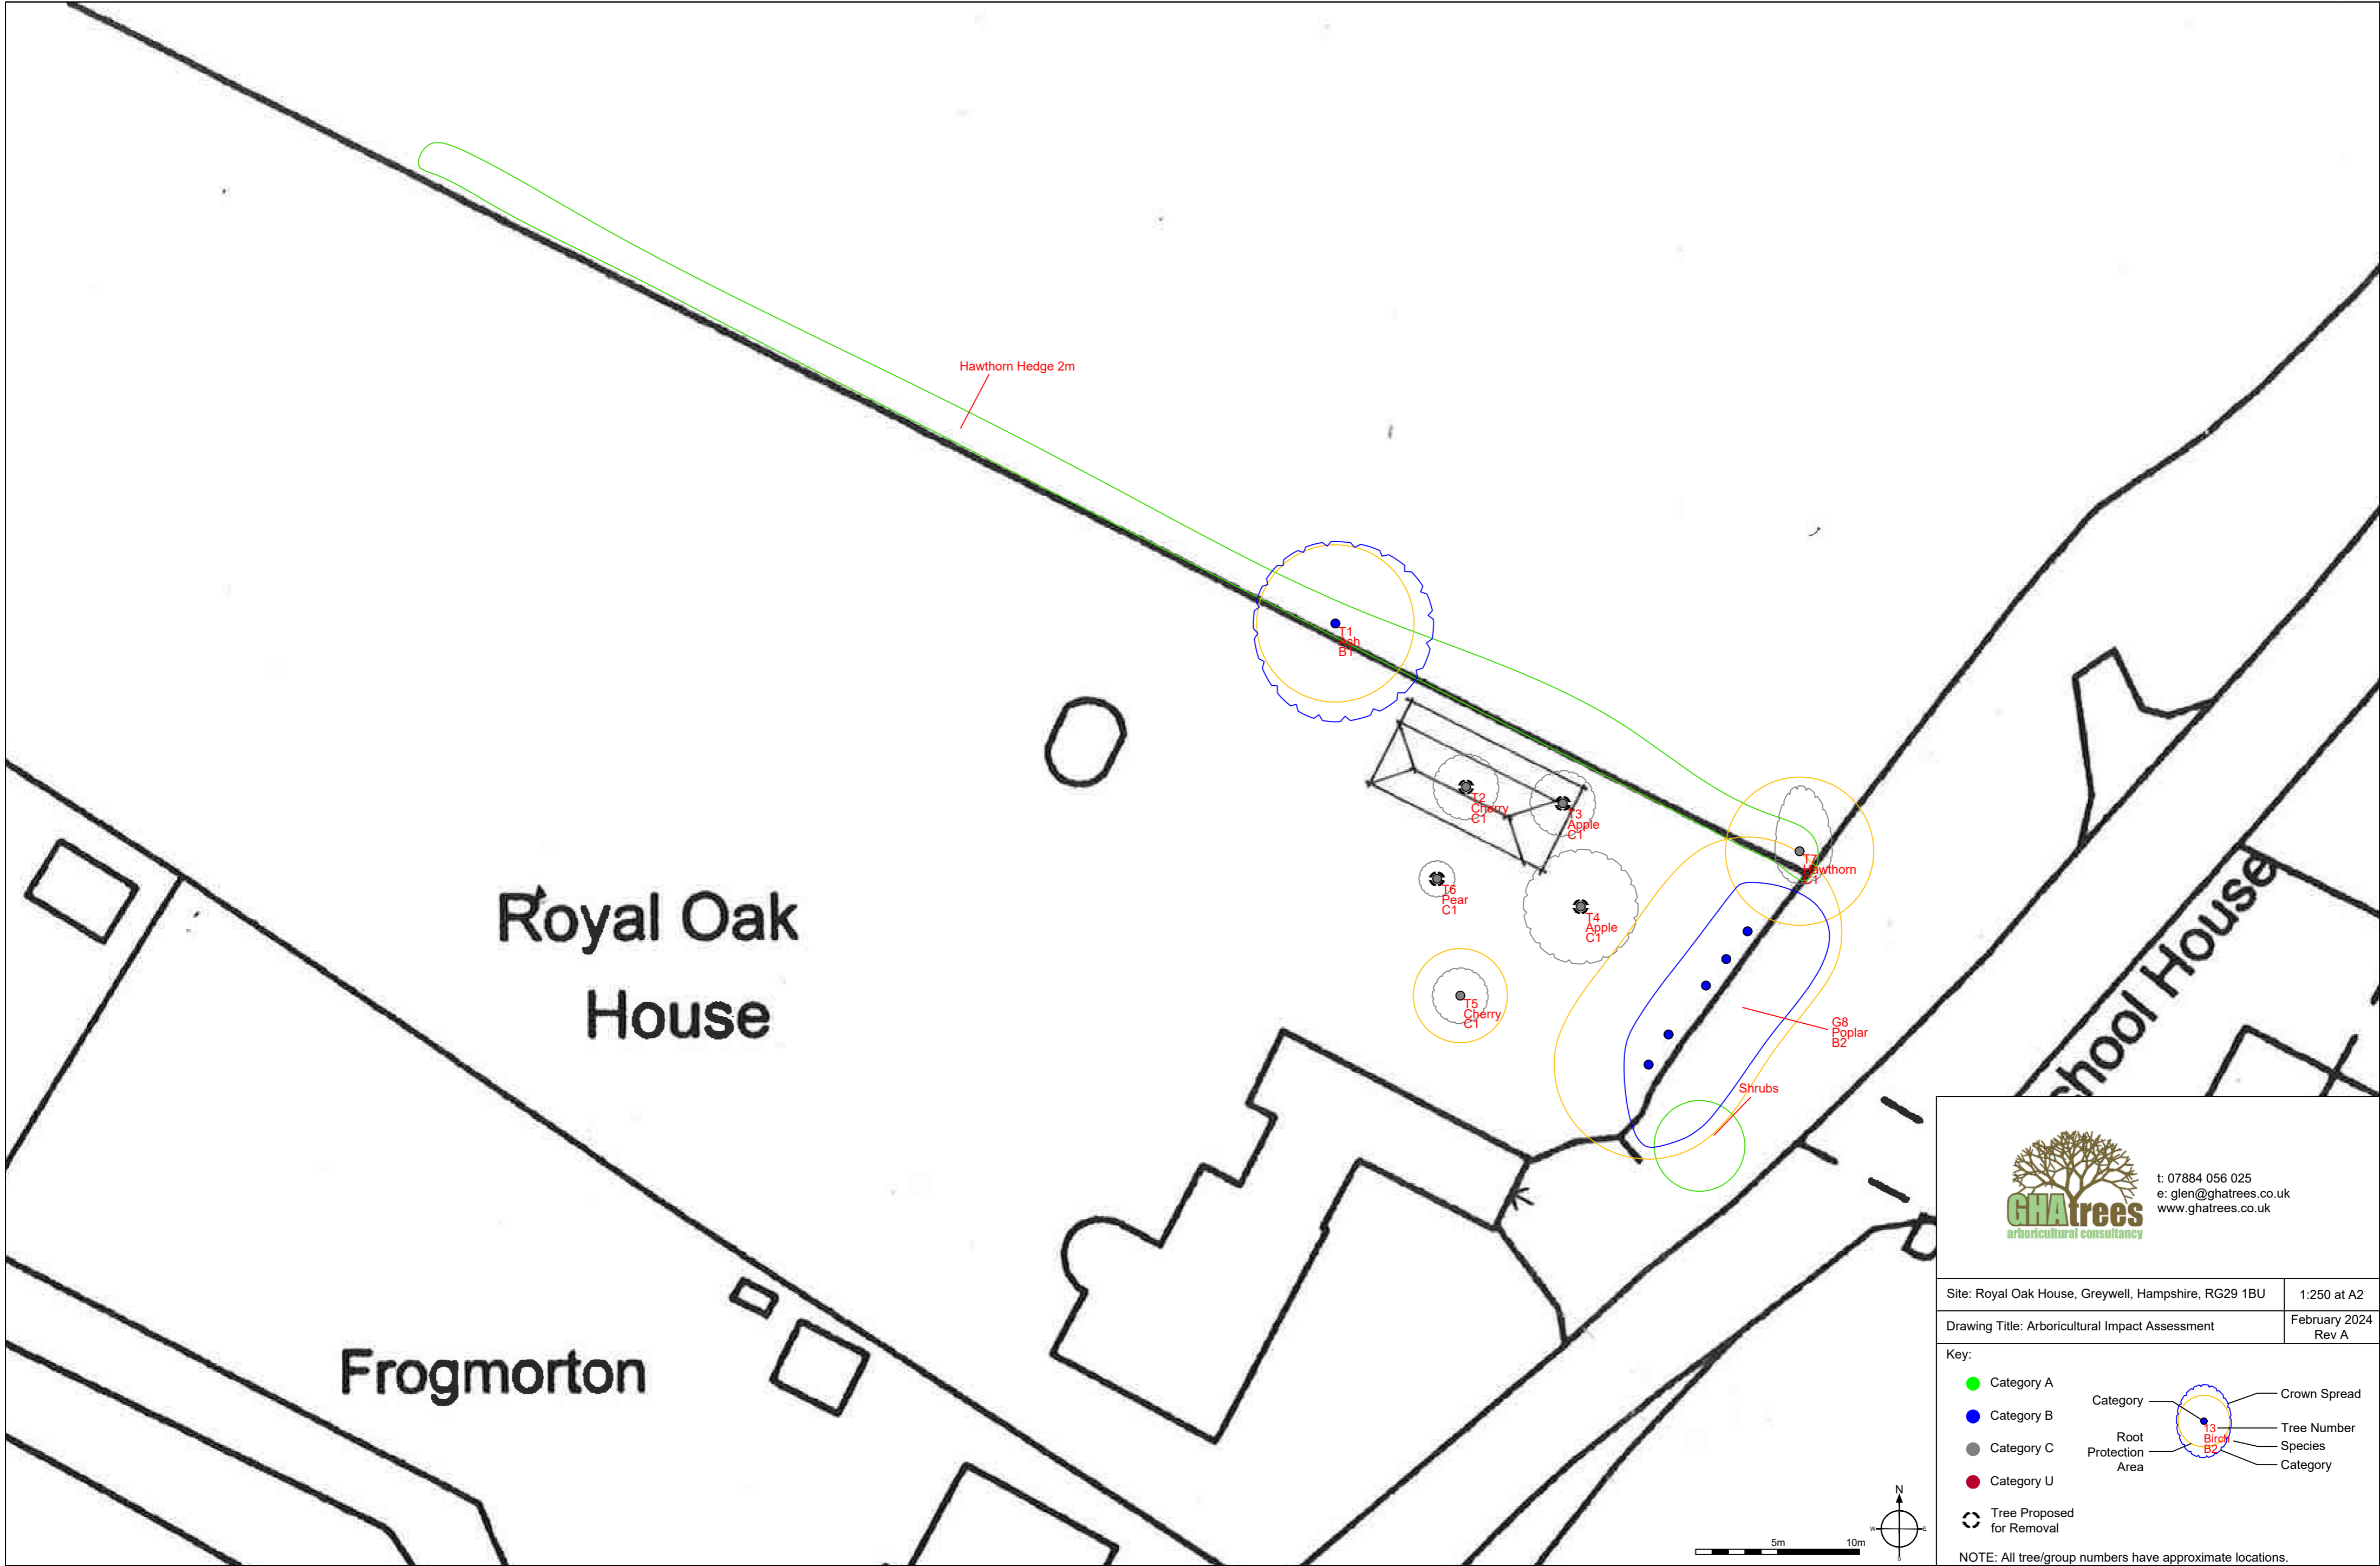 Hawthorn Hedge 2m
T1
Ash
B1
T2
Cherry
C1
T3
Apple
C1
T7
Hawthorn
C1
T6
Pear
C1
T4
Apple
C1
T5
Cherry
C1
G8
Poplar
B2
Shrubs
Royal Oak
House
Frogmorton
chool House
D
GHAtrees
arboricultural consultancy
t: 07884 056 025
e: glen@ghatrees.co.uk
www.ghatrees.co.uk
Site: Royal Oak House, Greywell, Hampshire, RG29 1BU
1:250 at A2
Drawing Title: Arboricultural Impact Assessment
February 2024
Rev A
Key:
Category A
Category B
Category C
Category U
Tree Proposed
for Removal
Category
Root
Protection
Area
13
Birch
B2
Crown Spread
Tree Number
Species
Category
NOTE: All tree/group numbers have approximate locations.
5m
10m
N
W
E
S